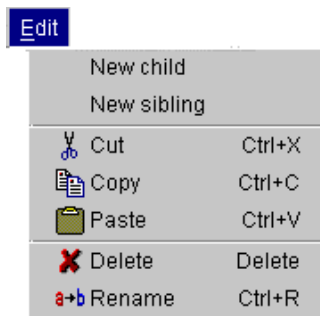 Edit
New child
New sibling
Cut Ctrl+X
Copy Ctrl+C
Paste Ctrl+V
Delete Delete
a→b Rename Ctrl+R